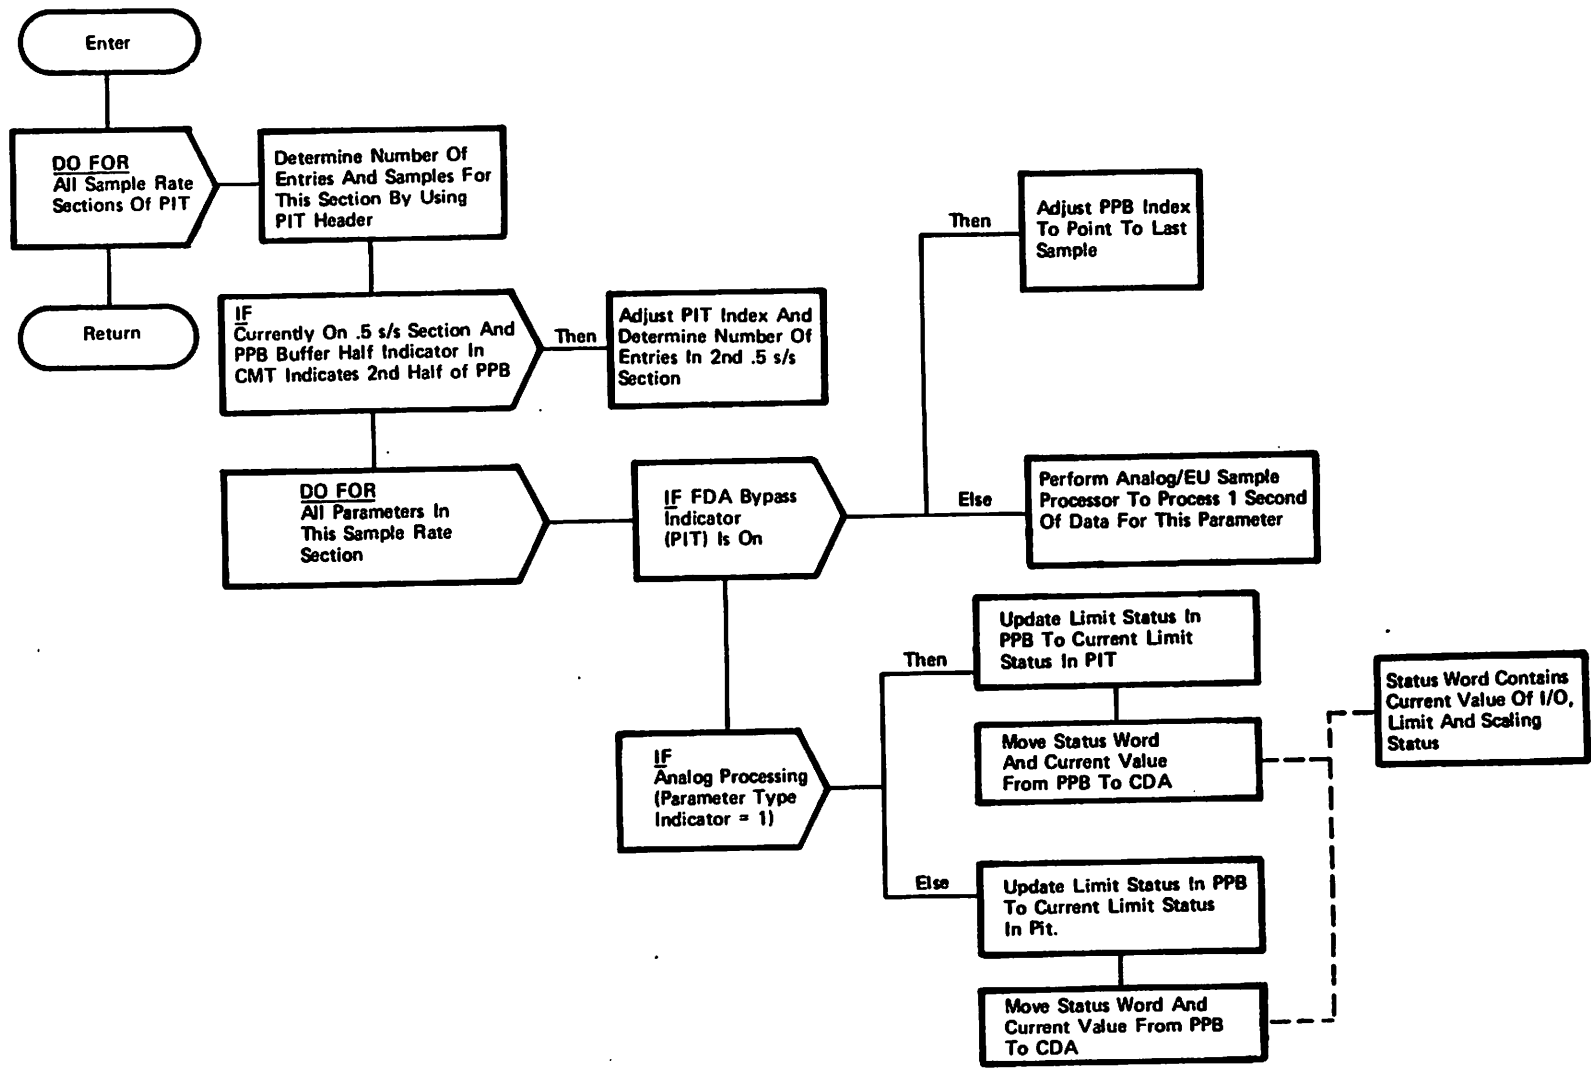 Enter
DO FOR
All Sample Rate
Sections Of PIT
Return
Determine Number Of
Entries And Samples For
This Section By Using
PIT Header
IF
Currently On .5 s/s Section And
PPB Buffer Half Indicator In
CMT Indicates 2nd Half of PPB
Then
Adjust PIT Index And
Determine Number Of
Entries In 2nd .5 s/s
Section
DO FOR
All Parameters In
This Sample Rate
Section
IF FDA Bypass
Indicator
(PIT) Is On
Then
Adjust PPB Index
To Point To Last
Sample
Else
Perform Analog/EU Sample
Processor To Process 1 Second
Of Data For This Parameter
IF
Analog Processing
(Parameter Type
Indicator = 1)
Then
Update Limit Status In
PPB To Current Limit
Status In PIT
Move Status Word
And Current Value
From PPB To CDA
Else
Update Limit Status In PPB
To Current Limit Status
In Pit.
Move Status Word And
Current Value From PPB
To CDA
Status Word Contains
Current Value Of I/O,
Limit And Scaling
Status